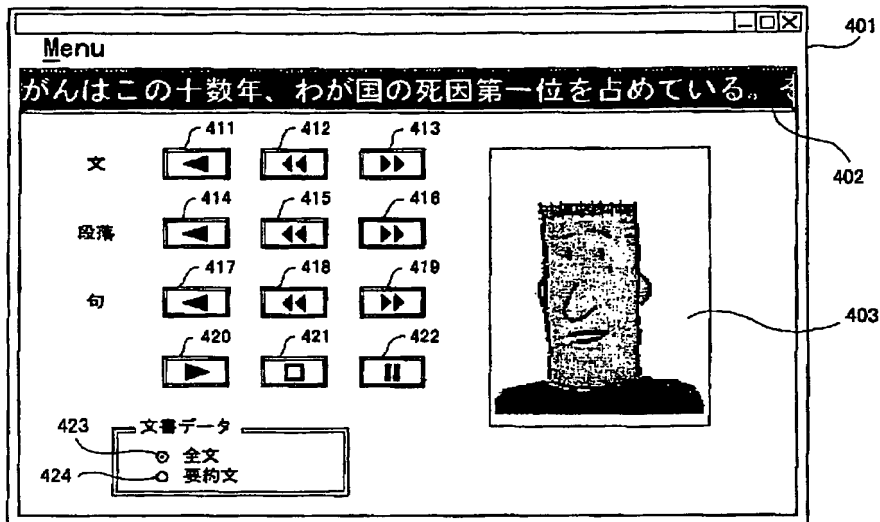 401
Menu
がんはこの十数年、わが国の死因第一位を占めている。
402
411 412 413
文
414 415 416
段落
417 418 419
句
403
420 421 422
文書データ
423
全文
424
要約文